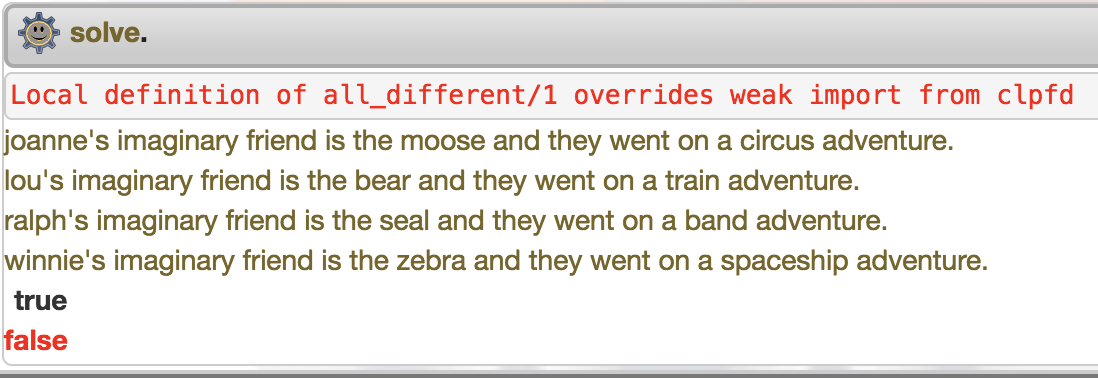 solve.
Local definition of all_different/1 overrides weak import from clpfd
joanne's imaginary friend is the moose and they went on a circus adventure.
lou's imaginary friend is the bear and they went on a train adventure.
ralph's imaginary friend is the seal and they went on a band adventure.
winnie's imaginary friend is the zebra and they went on a spaceship adventure.
true
false